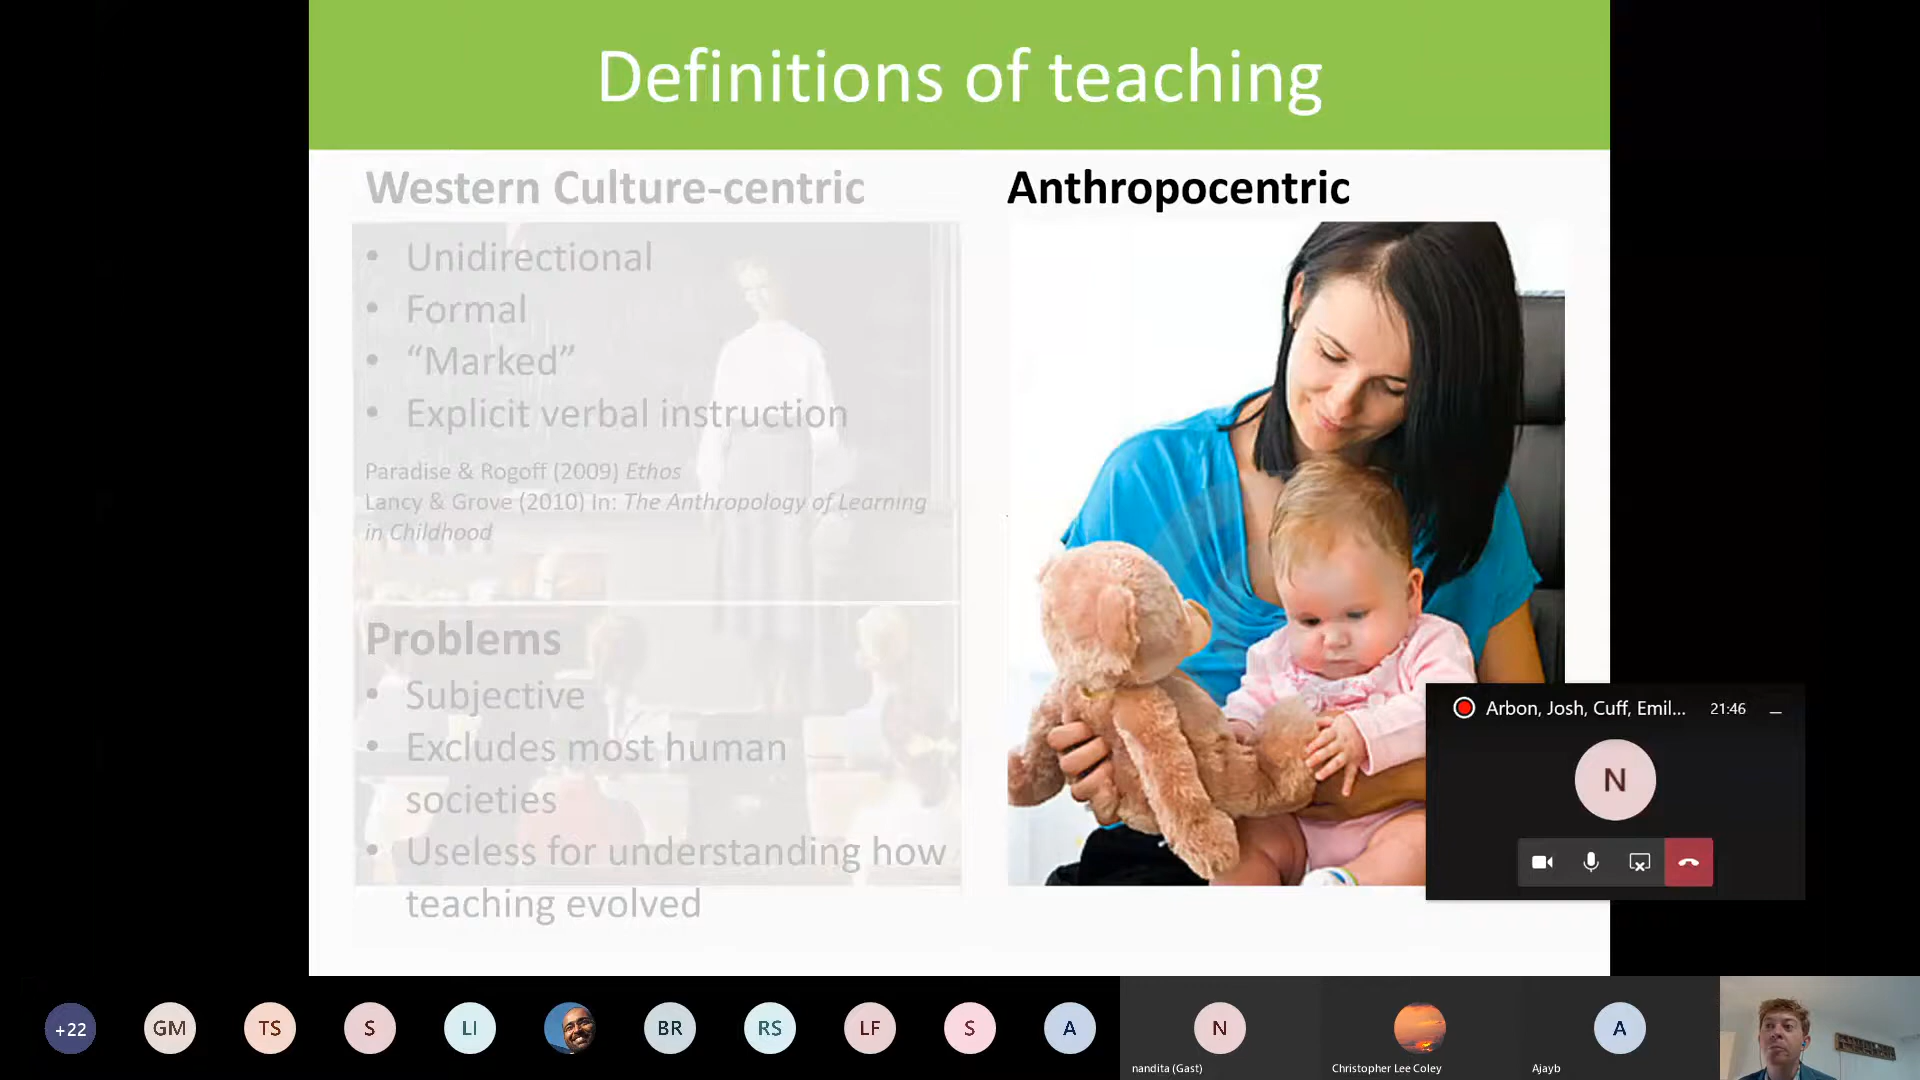 Definitions of teaching
Western Culture-centric
• Unidirectional
• Formal
• “Marked”
• Explicit verbal instruction
Paradise & Rogoff (2009) Ethos
Lancy & Grove (2010) In: The Anthropology of Learning
in Childhood
Problems
• Subjective
• Excludes most human
societies
• Useless for understanding how
teaching evolved
Anthropocentric
Arbon, Josh, Cuff, Emil... 21:46
N
+22 GM TS S LI BR RS LF S A N A
nandita (Gast) Christopher Lee Coley Ajayb